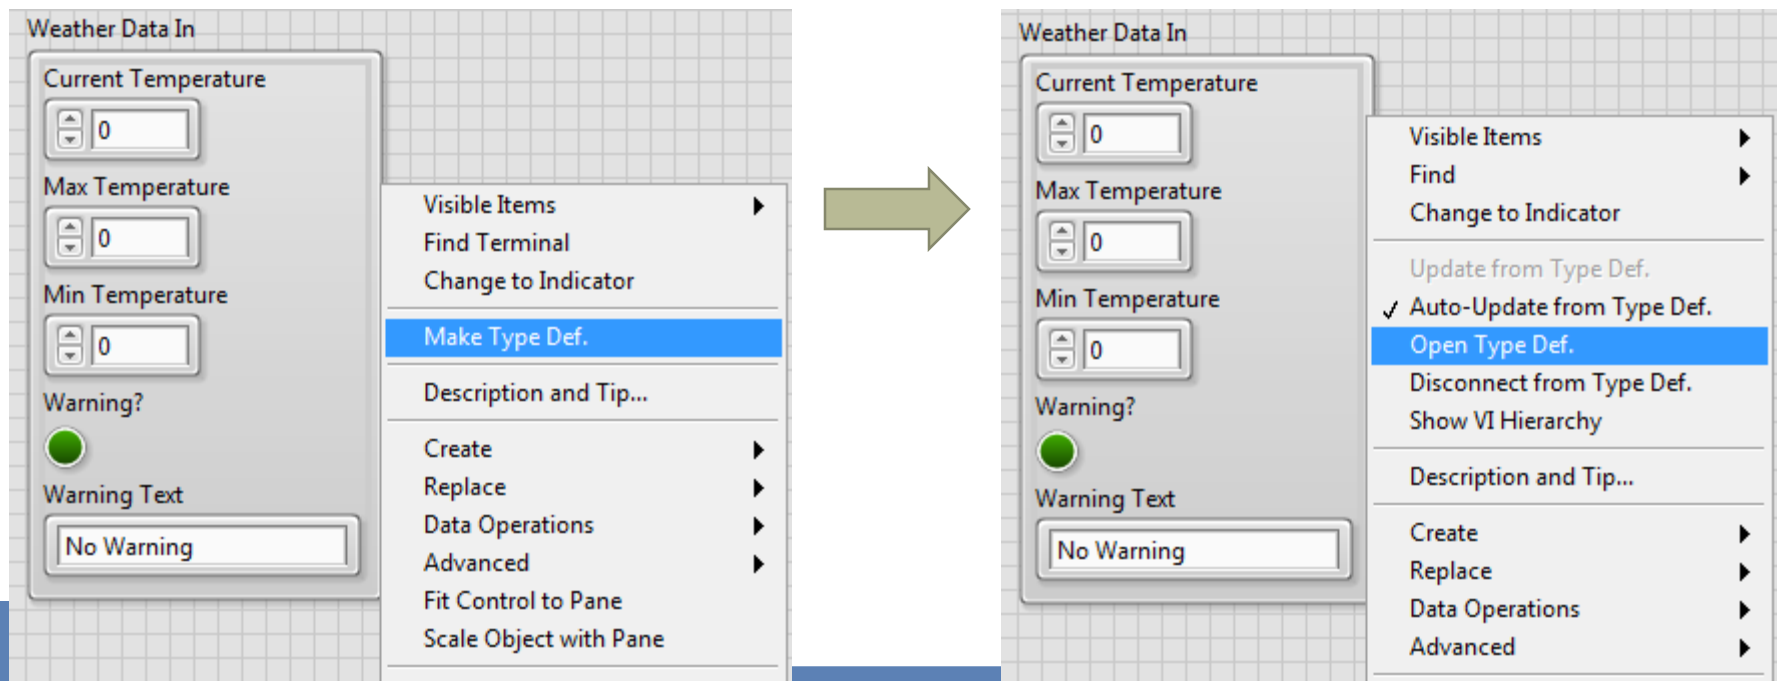 Weather Data In
Current Temperature
0
Max Temperature
0
Min Temperature
0
Warning?
Warning Text
No Warning
Visible Items
Find Terminal
Change to Indicator
Make Type Def.
Description and Tip...
Create
Replace
Data Operations
Advanced
Fit Control to Pane
Scale Object with Pane
Weather Data In
Current Temperature
0
Max Temperature
0
Min Temperature
0
Warning?
Warning Text
No Warning
Visible Items
Find
Change to Indicator
Update from Type Def.
Auto-Update from Type Def.
Open Type Def.
Disconnect from Type Def.
Show VI Hierarchy
Description and Tip...
Create
Replace
Data Operations
Advanced